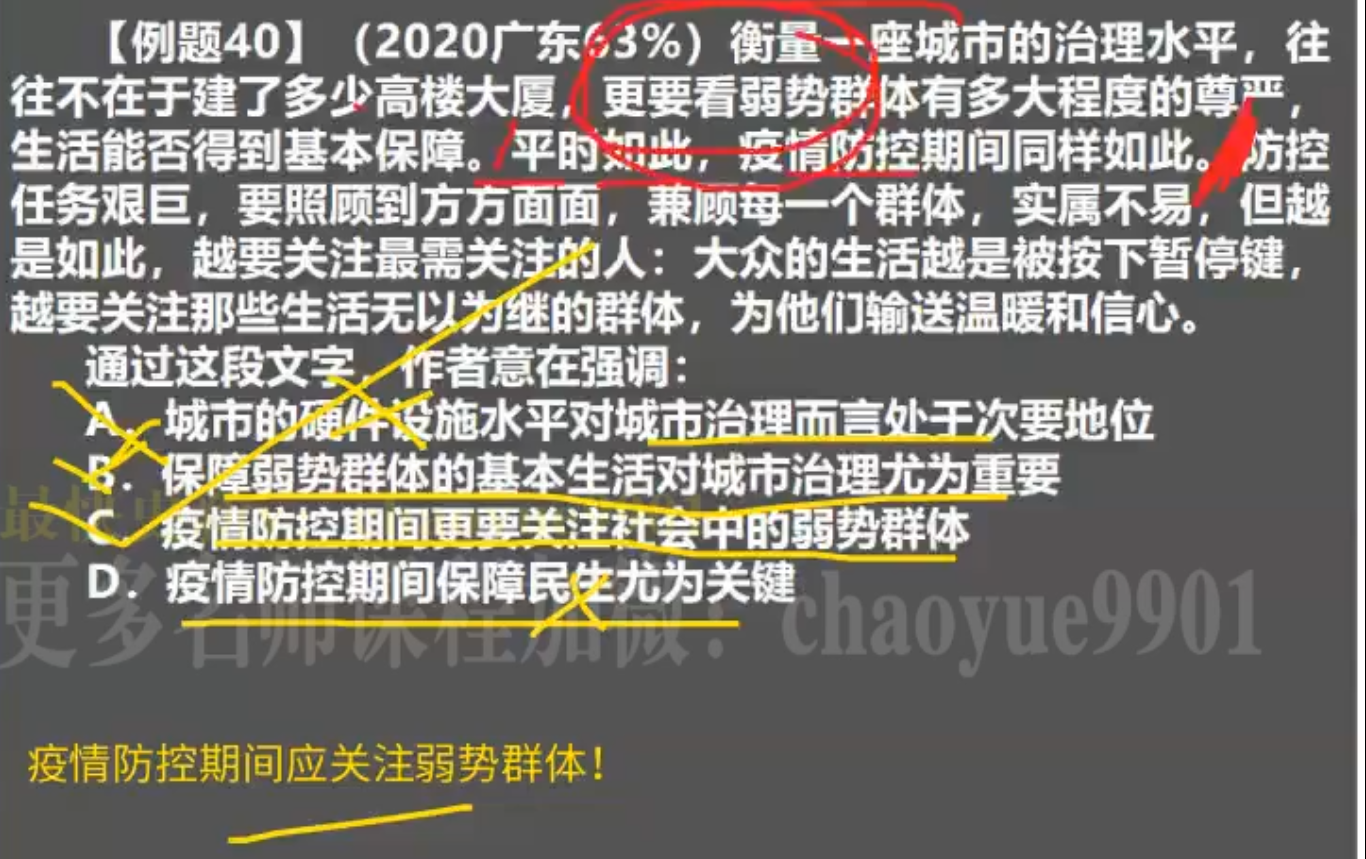 【例题40】（2020广东63%）衡量一座城市的治理水平，往
往不在于建了多少高楼大厦，更要看弱势群体有多大程度的尊严，
生活能否得到基本保障。平时如此，疫情防控期间同样如此。防控
任务艰巨，要照顾到方方面面，兼顾每一个群体，实属不易，但越
是如此，越要关注最需关注的人：大众的生活越是被按下暂停键，
越要关注那些生活无以为继的群体，为他们输送温暖和信心。
通过这段文字，作者意在强调：
A．城市的硬件设施水平对城市治理而言处于次要地位
B．保障弱势群体的基本生活对城市治理尤为重要
最快
C．疫情防控期间更要关注社会中的弱势群体
D．疫情防控期间保障民生尤为关键
更多名师课程加微：chaoyue9901
疫情防控期间应关注弱势群体！